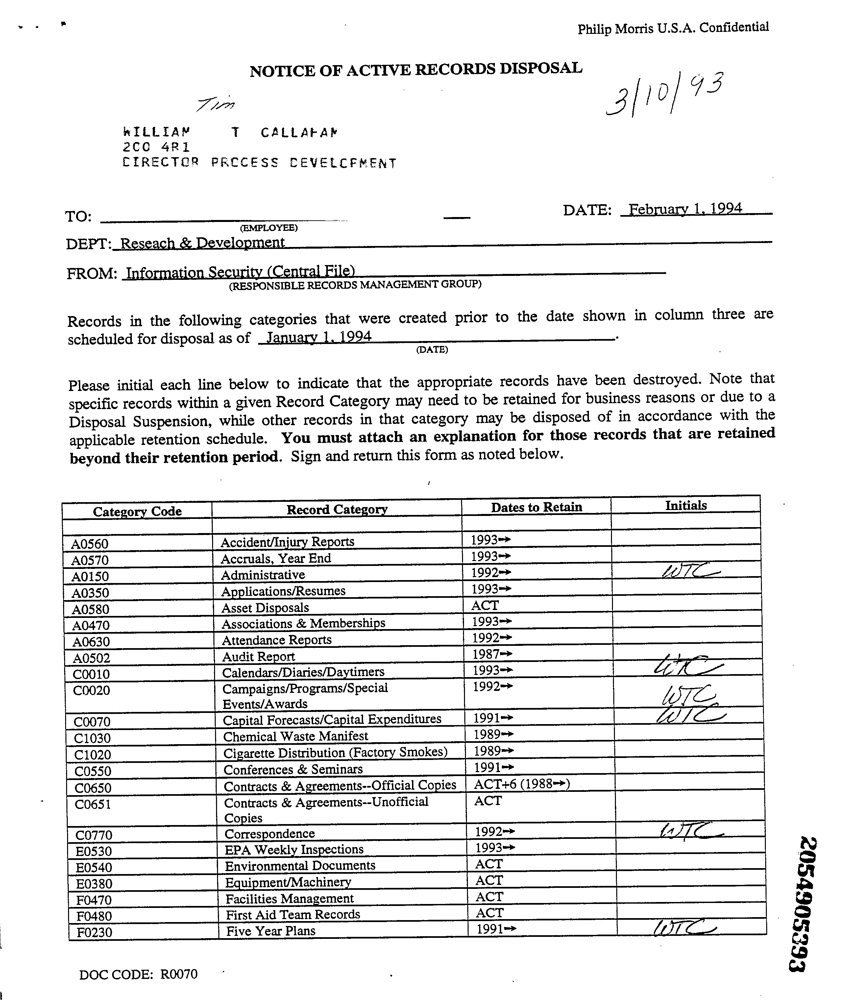 Philip Morris U.S.A. Confidential
NOTICE OF ACTIVE RECORDS DISPOSAL
Tim
3/10/93
WILLIAM T CALLAHAN
2C0 4R1
DIRECTOR PROCESS DEVELOPMENT
TO: DATE: February 1, 1994
(EMPLOYEE)
DEPT: Reseach & Development
FROM: Information Security (Central File)
(RESPONSIBLE RECORDS MANAGEMENT GROUP)
Records in the following categories that were created prior to the date shown in column three are
scheduled for disposal as of January 1, 1994.
(DATE)
Please initial each line below to indicate that the appropriate records have been destroyed. Note that
specific records within a given Record Category may need to be retained for business reasons or due to a
Disposal Suspension, while other records in that category may be disposed of in accordance with the
applicable retention schedule. You must attach an explanation for those records that are retained
beyond their retention period. Sign and return this form as noted below.
Category Code Record Category Dates to Retain Initials
A0560 Accident/Injury Reports 1993→
A0570 Accruals, Year End 1993→
A0150 Administrative 1992→ WTC
A0350 Applications/Resumes 1993→
A0580 Asset Disposals ACT
A0470 Associations & Memberships 1993→
A0630 Attendance Reports 1992→
A0502 Audit Report 1987→
C0010 Calendars/Diaries/Daytimers 1993→ WTC
C0020 Campaigns/Programs/Special 1992→ WTC
Events/Awards
C0070 Capital Forecasts/Capital Expenditures 1991→ WTC
C1030 Chemical Waste Manifest 1989→
C1020 Cigarette Distribution (Factory Smokes) 1989→
C0550 Conferences & Seminars 1991→
C0650 Contracts & Agreements--Official Copies ACT+6 (1988→)
C0651 Contracts & Agreements--Unofficial ACT
Copies
C0770 Correspondence 1992→ WTC
E0530 EPA Weekly Inspections 1993→
E0540 Environmental Documents ACT
E0380 Equipment/Machinery ACT
F0470 Facilities Management ACT
F0480 First Aid Team Records ACT
F0230 Five Year Plans 1991→ WTC
DOC CODE: R0070
2054905393